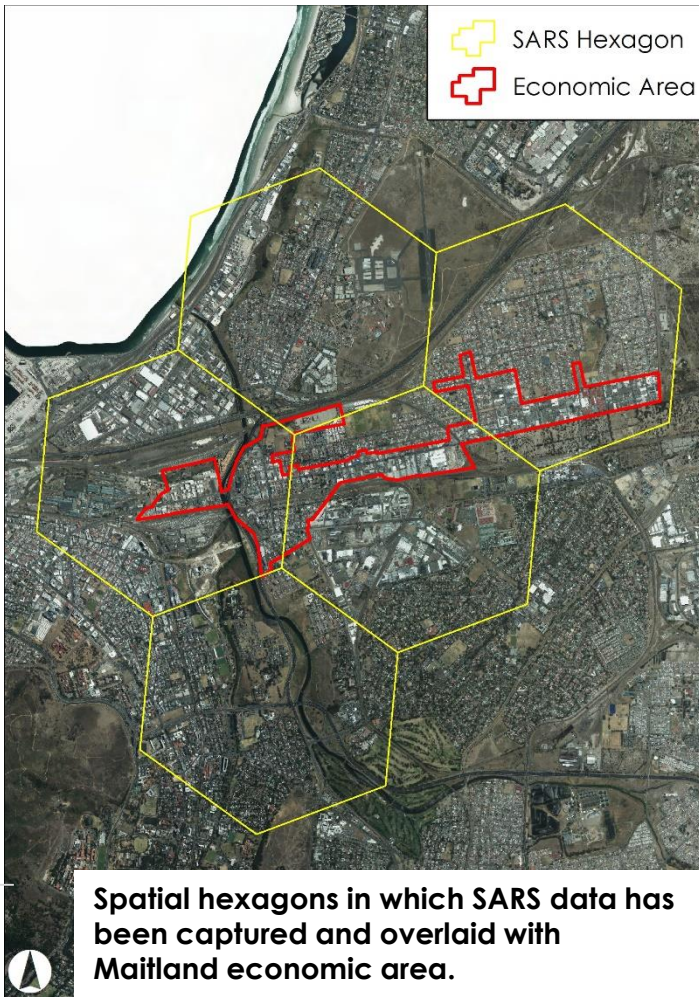 SARS Hexagon
Economic Area
Spatial hexagons in which SARS data has
been captured and overlaid with
Maitland economic area.